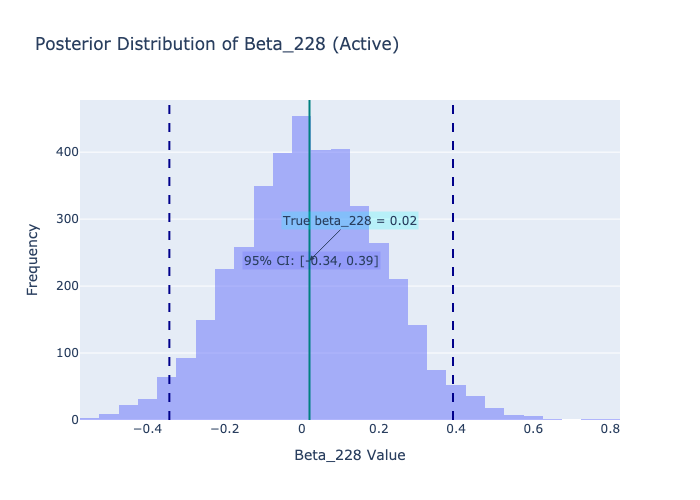 Posterior Distribution of Beta_228 (Active)
400
300
200
100
0
Frequency
True beta_228 = 0.02
95% CI: [-0.34, 0.39]
−0.4
−0.2
0
0.2
0.4
0.6
0.8
Beta_228 Value